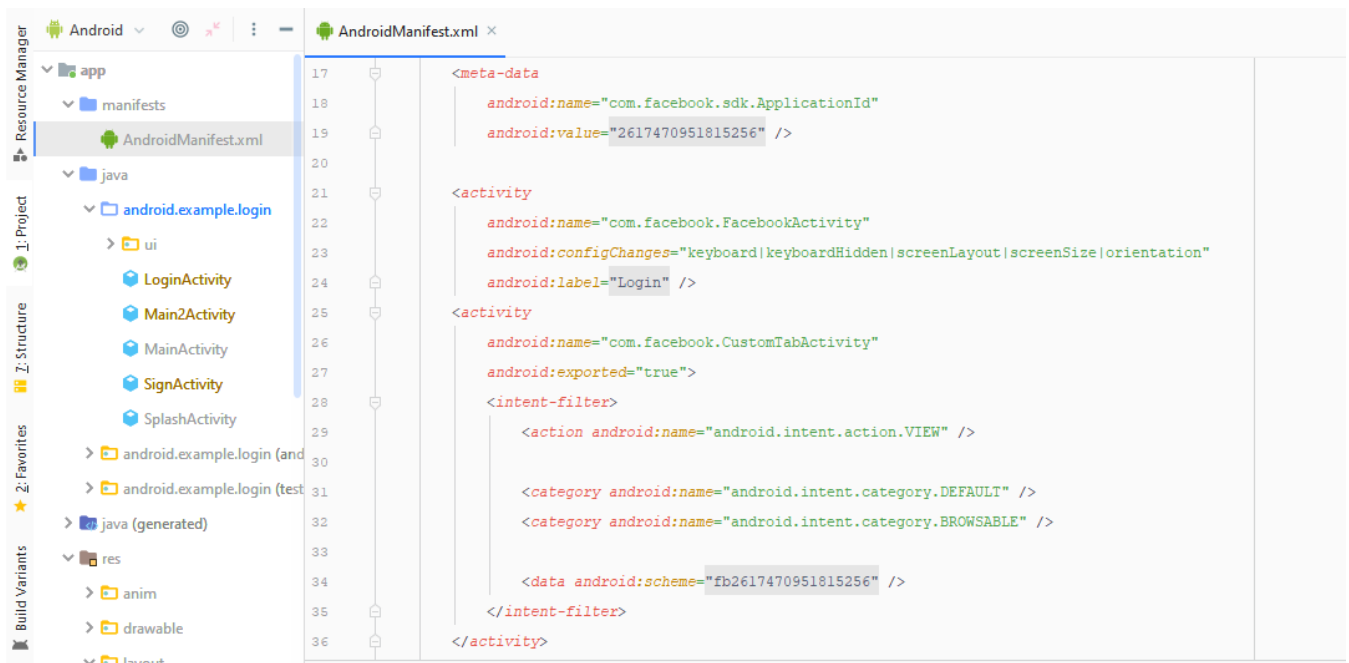 Resource Manager
1: Project
7: Structure
2: Favorites
Build Variants
Android
app
manifests
AndroidManifest.xml
java
android.example.login
ui
LoginActivity
Main2Activity
MainActivity
SignActivity
SplashActivity
android.example.login (and
android.example.login (test
java (generated)
res
anim
drawable
layout
AndroidManifest.xml
17 <meta-data
18 android:name="com.facebook.sdk.ApplicationId"
19 android:value="2617470951815256" />
20
21 <activity
22 android:name="com.facebook.FacebookActivity"
23 android:configChanges="keyboard|keyboardHidden|screenLayout|screenSize|orientation"
24 android:label="Login" />
25 <activity
26 android:name="com.facebook.CustomTabActivity"
27 android:exported="true">
28 <intent-filter>
29 <action android:name="android.intent.action.VIEW" />
30
31 <category android:name="android.intent.category.DEFAULT" />
32 <category android:name="android.intent.category.BROWSABLE" />
33
34 <data android:scheme="fb2617470951815256" />
35 </intent-filter>
36 </activity>